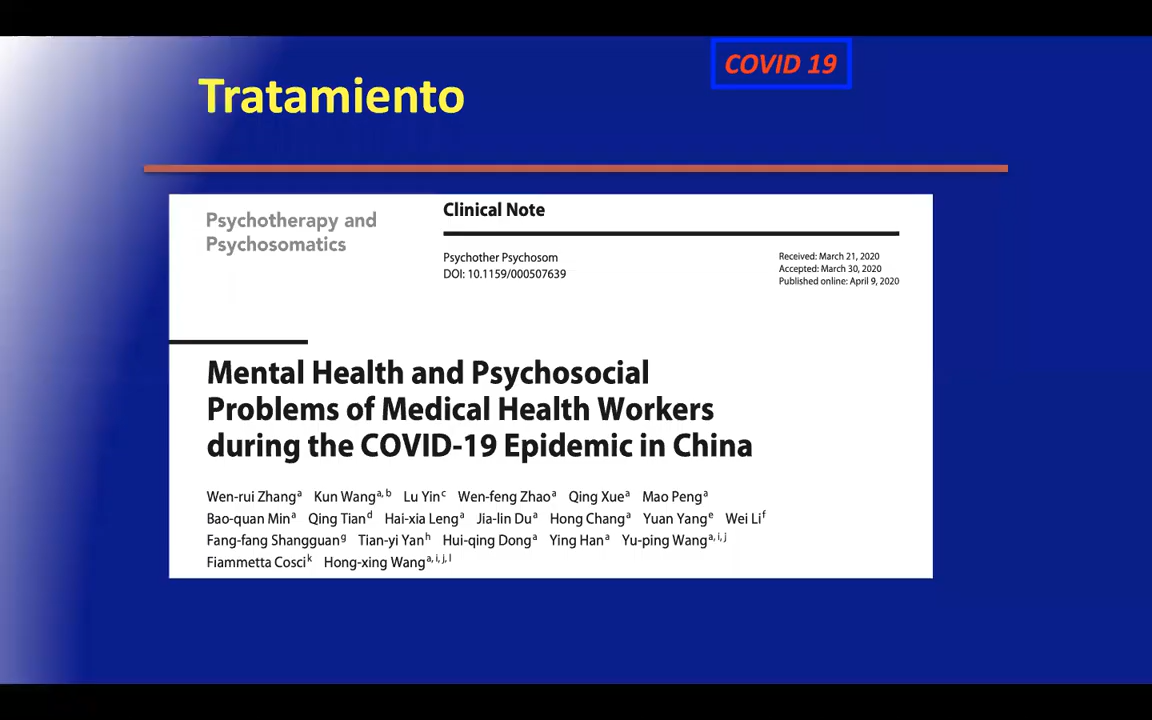 COVID 19
Tratamiento
Psychotherapy and
Psychosomatics
Clinical Note
Psychother Psychosom
DOI: 10.1159/000507639
Received: March 21, 2020
Accepted: March 30, 2020
Published online: April 9, 2020
Mental Health and Psychosocial
Problems of Medical Health Workers
during the COVID-19 Epidemic in China
Wen-rui Zhangᵃ Kun Wangᵃ,ᵇ Lu Yinᶜ Wen-feng Zhaoᵃ Qing Xueᵃ Mao Pengᵃ
Bao-quan Minᵃ Qing Tianᵈ Hai-xia Lengᵃ Jia-lin Duᵃ Hong Changᵃ Yuan Yangᵉ Wei Liᶠ
Fang-fang Shangguanᵍ Tian-yi Yanʰ Hui-qing Dongᵃ Ying Hanᵃ Yu-ping Wangᵃ,ⁱ,ʲ
Fiammetta Cosciᵏ Hong-xing Wangᵃ,ⁱ,ʲ,ˡ